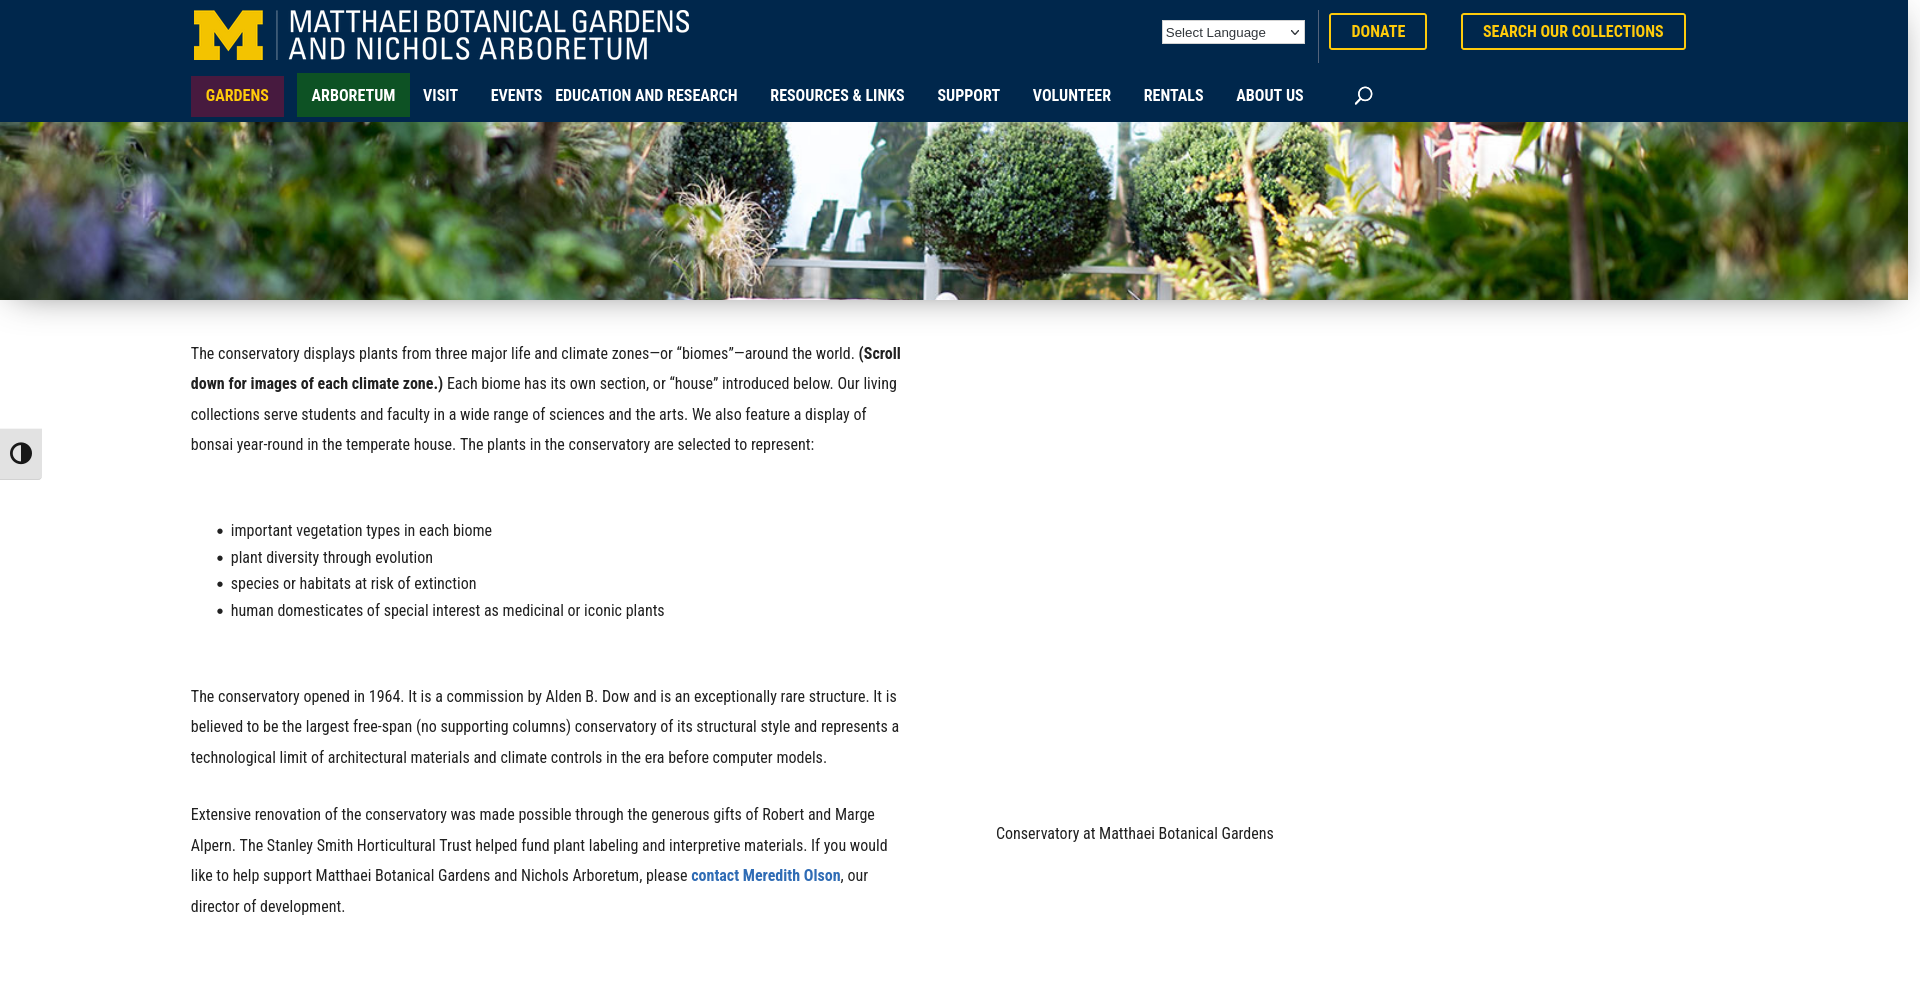 MATTHAEI BOTANICAL GARDENS
AND NICHOLS ARBORETUM
Select Language
DONATE
SEARCH OUR COLLECTIONS
GARDENS ARBORETUM VISIT EVENTS EDUCATION AND RESEARCH RESOURCES & LINKS SUPPORT VOLUNTEER RENTALS ABOUT US
The conservatory displays plants from three major life and climate zones—or “biomes”—around the world. (Scroll
down for images of each climate zone.) Each biome has its own section, or “house” introduced below. Our living
collections serve students and faculty in a wide range of sciences and the arts. We also feature a display of
bonsai year-round in the temperate house. The plants in the conservatory are selected to represent:
• important vegetation types in each biome
• plant diversity through evolution
• species or habitats at risk of extinction
• human domesticates of special interest as medicinal or iconic plants
The conservatory opened in 1964. It is a commission by Alden B. Dow and is an exceptionally rare structure. It is
believed to be the largest free-span (no supporting columns) conservatory of its structural style and represents a
technological limit of architectural materials and climate controls in the era before computer models.
Extensive renovation of the conservatory was made possible through the generous gifts of Robert and Marge
Alpern. The Stanley Smith Horticultural Trust helped fund plant labeling and interpretive materials. If you would
like to help support Matthaei Botanical Gardens and Nichols Arboretum, please contact Meredith Olson, our
director of development.
Conservatory at Matthaei Botanical Gardens